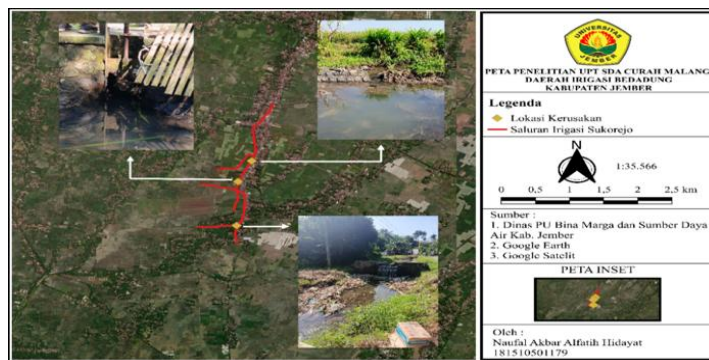 UNIVERSITAS
JEMBER
PETA PENELITIAN UPT SDA CURAH MALANG
DAERAH IRIGASI BEDADUNG
KABUPATEN JEMBER
Legenda
Lokasi Kerusakan
Saluran Irigasi Sukorejo
N
1:35.566
0 0,5 1 1,5 2 2,5 km
Sumber :
1. Dinas PU Bina Marga dan Sumber Daya
Air Kab. Jember
2. Google Earth
3. Google Satelit
PETA INSET
Oleh :
Naufal Akbar Alfatih Hidayat
181510501179